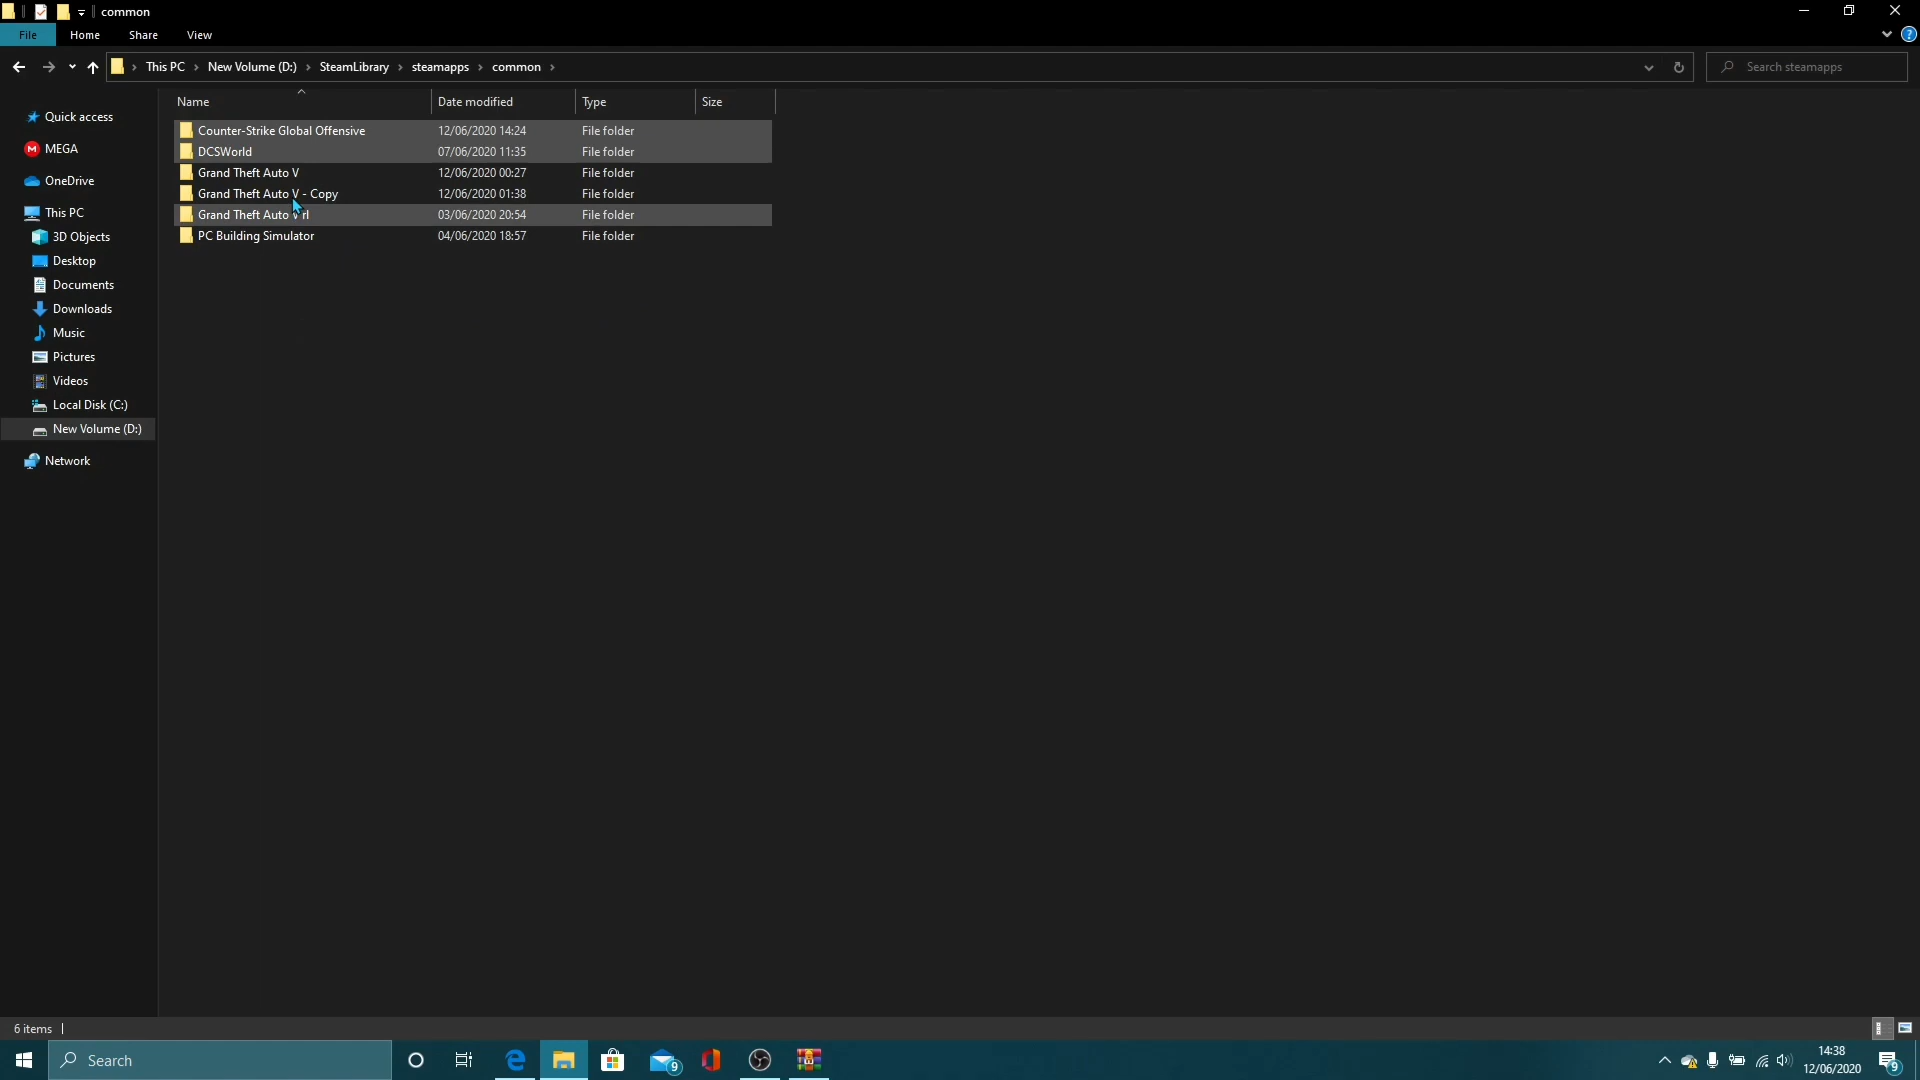 common
File Home Share View
This PC New Volume (D:) SteamLibrary steamapps common
Search steamapps
Name Date modified Type Size
Quick access
MEGA
OneDrive
This PC
3D Objects
Desktop
Documents
Downloads
Music
Pictures
Videos
Local Disk (C:)
New Volume (D:)
Network
Counter-Strike Global Offensive 12/06/2020 14:24 File folder
DCSWorld 07/06/2020 11:35 File folder
Grand Theft Auto V 12/06/2020 00:27 File folder
Grand Theft Auto V - Copy 12/06/2020 01:38 File folder
Grand Theft Auto V rl 03/06/2020 20:54 File folder
PC Building Simulator 04/06/2020 18:57 File folder
6 items
Search
9
14:38
12/06/2020
9